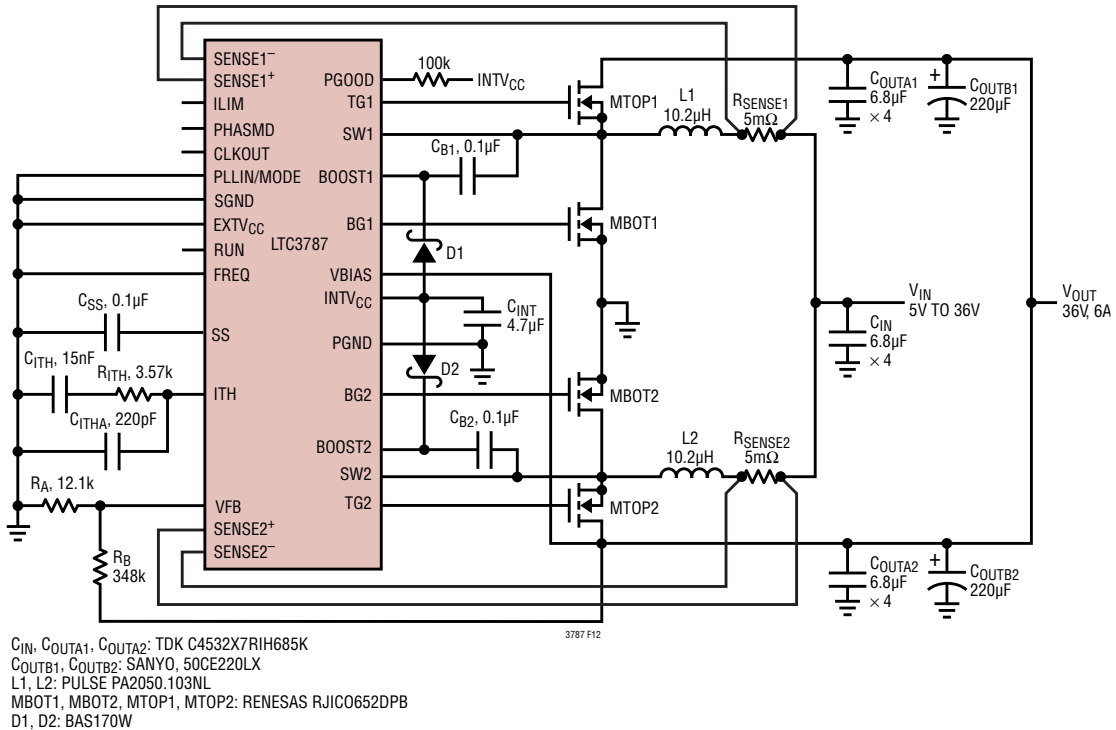 SENSE1–
SENSE1+
ILIM
PHASMD
CLKOUT
PLLIN/MODE
SGND
EXTVCC
RUN
FREQ
SS
ITH
VFB
SENSE2+
SENSE2–
LTC3787
PGOOD
TG1
SW1
BOOST1
BG1
VBIAS
INTVCC
PGND
BG2
BOOST2
SW2
TG2
100k
INTVCC
CB1, 0.1µF
D1
CINT
4.7µF
D2
CB2, 0.1µF
CSS, 0.1µF
CITH, 15nF
RITH, 3.57k
CITHA, 220pF
RA, 12.1k
RB
348k
MTOP1
MBOT1
MBOT2
MTOP2
L1
10.2µH
RSENSE1
5mΩ
L2
10.2µH
RSENSE2
5mΩ
COUTA1
6.8µF
× 4
+
COUTB1
220µF
VIN
5V TO 36V
CIN
6.8µF
× 4
VOUT
36V, 6A
COUTA2
6.8µF
× 4
+
COUTB2
220µF
3787 F12
CIN, COUTA1, COUTA2: TDK C4532X7RIH685K
COUTB1, COUTB2: SANYO, 50CE220LX
L1, L2: PULSE PA2050.103NL
MBOT1, MBOT2, MTOP1, MTOP2: RENESAS RJICO652DPB
D1, D2: BAS170W